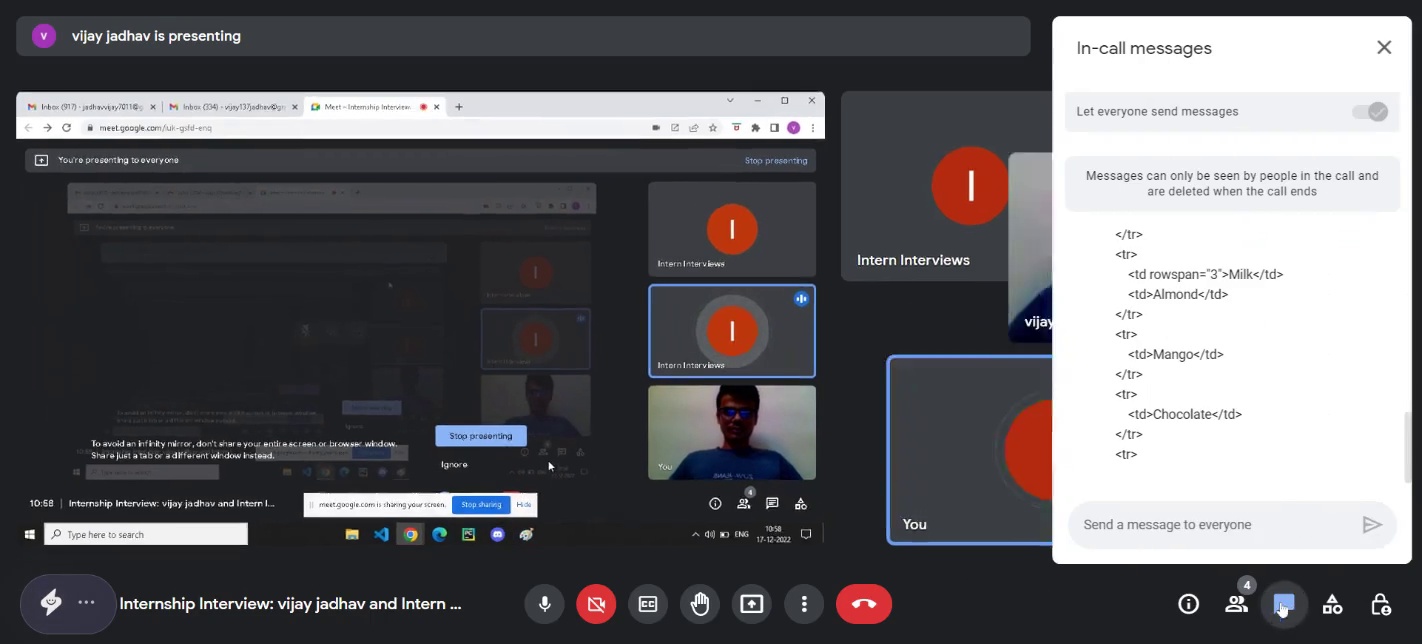 V
vijay jadhav is presenting
Inbox (917) - jadhavvijay7011@g
Inbox (334) - vijay137jadhav@gr
Meet – Internship Interview
meet.google.com/iuk-gsfd-enq
V
You're presenting to everyone
Stop presenting
I
Intern Interviews
I
Intern Interviews
You
To avoid an infinity mirror, don't share your entire screen or browser window.
Share just a tab or a different window instead.
Stop presenting
Ignore
10:58 | Internship Interview: vijay jadhav and Intern I...
meet.google.com is sharing your screen.
Stop sharing
Hide
4
Type here to search
ENG
10:58
17-12-2022
I
Intern Interviews
vijay
You
In-call messages
Let everyone send messages
Messages can only be seen by people in the call and
are deleted when the call ends
</tr>
<tr>
<td rowspan="3">Milk</td>
<td>Almond</td>
</tr>
<tr>
<td>Mango</td>
</tr>
<tr>
<td>Chocolate</td>
</tr>
<tr>
Send a message to everyone
Internship Interview: vijay jadhav and Intern ...
CC
4